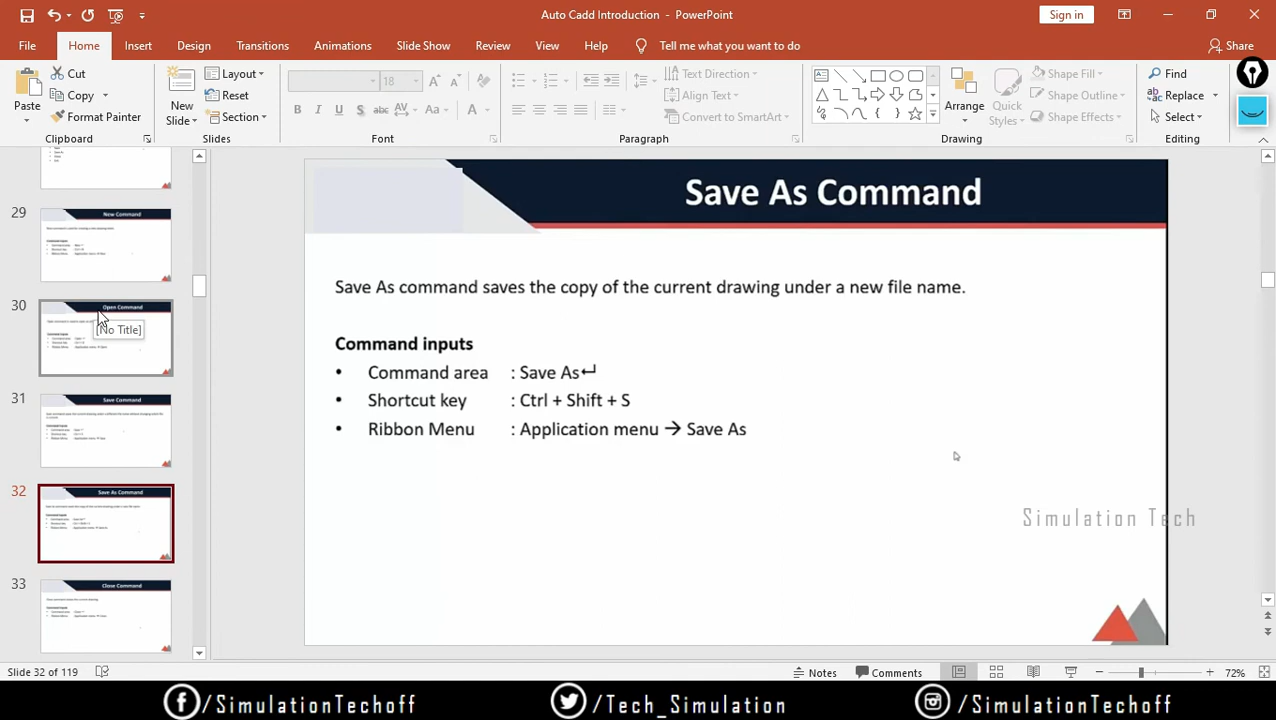 Auto Cadd Introduction - PowerPoint
Sign in
File Home Insert Design Transitions Animations Slide Show Review View Help Tell me what you want to do Share
Paste
Cut
Copy
Format Painter
Clipboard
New
Slide
Layout
Reset
Section
Slides
18
B I U S abc AV Aa A
Font
Text Direction
Align Text
Convert to SmartArt
Paragraph
Arrange
Quick
Styles
Shape Fill
Shape Outline
Shape Effects
Drawing
Find
Replace
Select
Editing
29
New Command
30
Open Command
[No Title]
31
Save Command
32
Save As Command
33
Close Command
Save As Command
Save As command saves the copy of the current drawing under a new file name.
Command inputs
• Command area : Save As↵
• Shortcut key : Ctrl + Shift + S
• Ribbon Menu : Application menu → Save As
Simulation Tech
Slide 32 of 119
Notes
Comments
72%
/SimulationTechoff
/Tech_Simulation
/SimulationTechoff